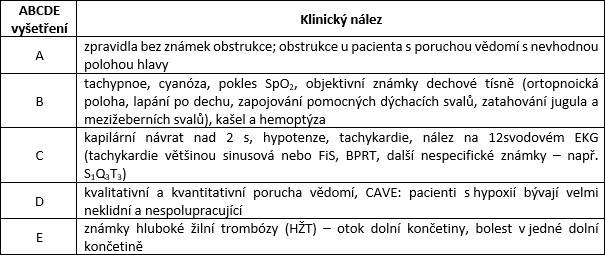 ABCDE
vyšetření
Klinický nález
A
zpravidla bez známek obstrukce; obstrukce u pacienta s poruchou vědomí s nevhodnou
polohou hlavy
B
tachypnoe, cyanóza, pokles SpO₂, objektivní známky dechové tísně (ortopnoická
poloha, lapání po dechu, zapojování pomocných dýchacích svalů, zatahování jugula a
mezižeberních svalů), kašel a hemoptýza
C
kapilární návrat nad 2 s, hypotenze, tachykardie, nález na 12svodovém EKG
(tachykardie většinou sinusová nebo FiS, BPRT, další nespecifické známky – např.
S₁Q₃T₃)
D
kvalitativní a kvantitativní porucha vědomí, CAVE: pacienti s hypoxií bývají velmi
neklidní a nespolupracující
E
známky hluboké žilní trombózy (HŽT) – otok dolní končetiny, bolest v jedné dolní
končetině